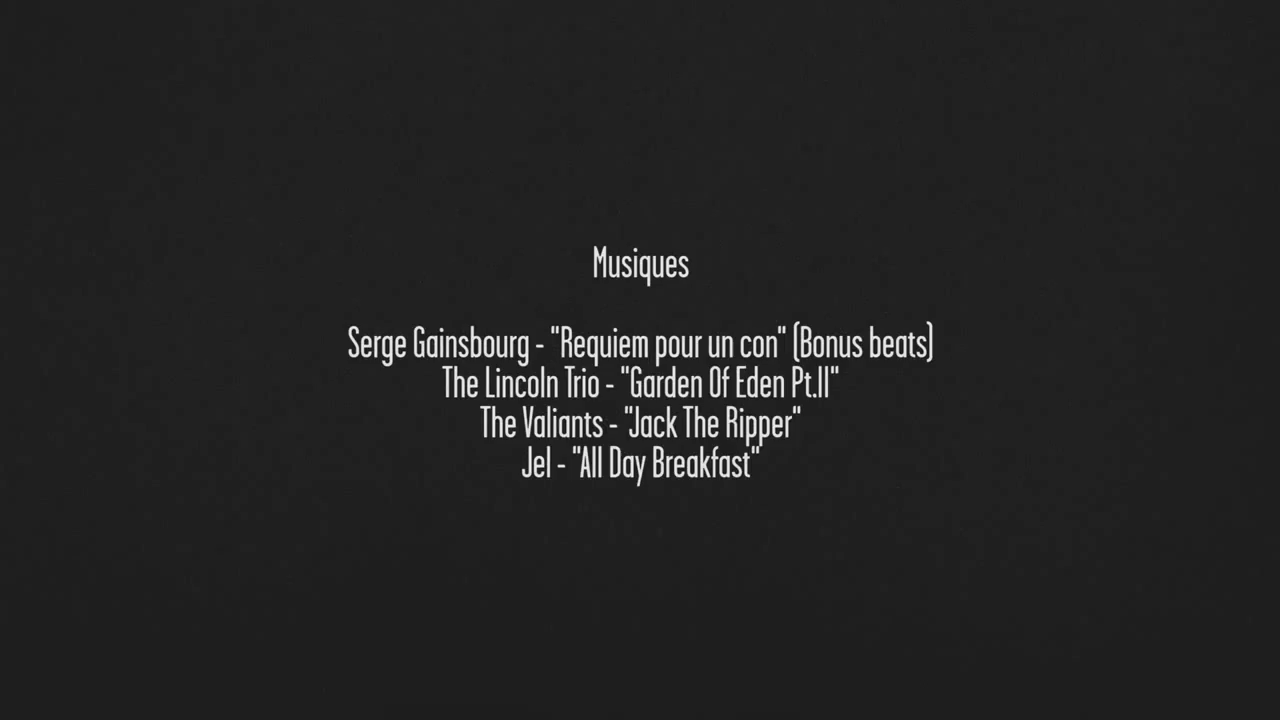 Musiques
Serge Gainsbourg - "Requiem pour un con" (Bonus beats)
The Lincoln Trio - "Garden Of Eden Pt.II"
The Valiants - "Jack The Ripper"
Jel - "All Day Breakfast"